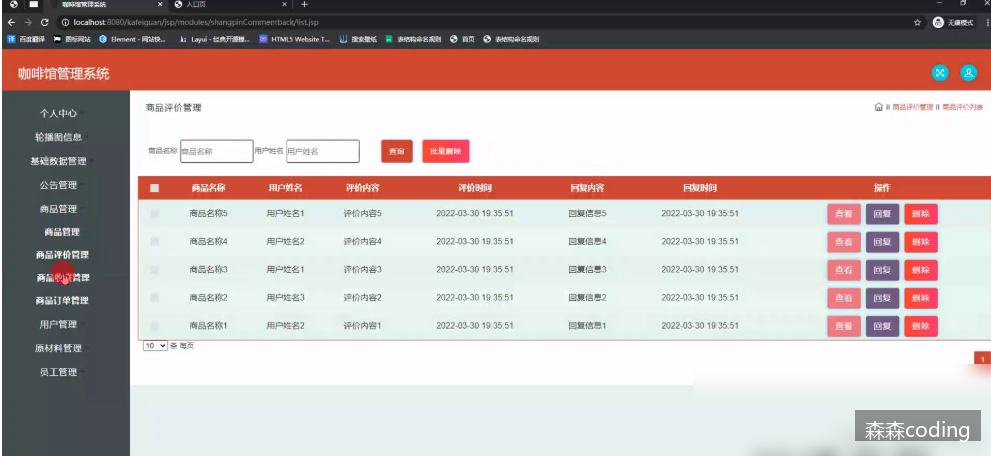 咖啡馆管理系统
入口页
localhost:8080/kafeiguan/jsp/modules/shangpinCommentback/list.jsp
无痕模式
百度翻译 图标网站 Element - 网站快... Layui - 经典开源模... HTML5 Website T... 搜索壁纸 表结构命名规则 首页 表结构命名规则
咖啡馆管理系统
个人中心
轮播图信息
基础数据管理
公告管理
商品管理
商品管理
商品评价管理
商品收藏管理
商品订单管理
用户管理
原材料管理
员工管理
商品评价管理
商品评价管理 商品评价列表
商品名称 商品名称 用户姓名 用户姓名 查询 批量删除
商品名称 用户姓名 评价内容 评价时间 回复内容 回复时间 操作
商品名称5 用户姓名1 评价内容5 2022-03-30 19:35:51 回复信息5 2022-03-30 19:35:51 查看 回复 删除
商品名称4 用户姓名2 评价内容4 2022-03-30 19:35:51 回复信息4 2022-03-30 19:35:51 查看 回复 删除
商品名称3 用户姓名1 评价内容3 2022-03-30 19:35:51 回复信息3 2022-03-30 19:35:51 查看 回复 删除
商品名称2 用户姓名3 评价内容2 2022-03-30 19:35:51 回复信息2 2022-03-30 19:35:51 查看 回复 删除
商品名称1 用户姓名2 评价内容1 2022-03-30 19:35:51 回复信息1 2022-03-30 19:35:51 查看 回复 删除
10 条 每页
1
森森coding